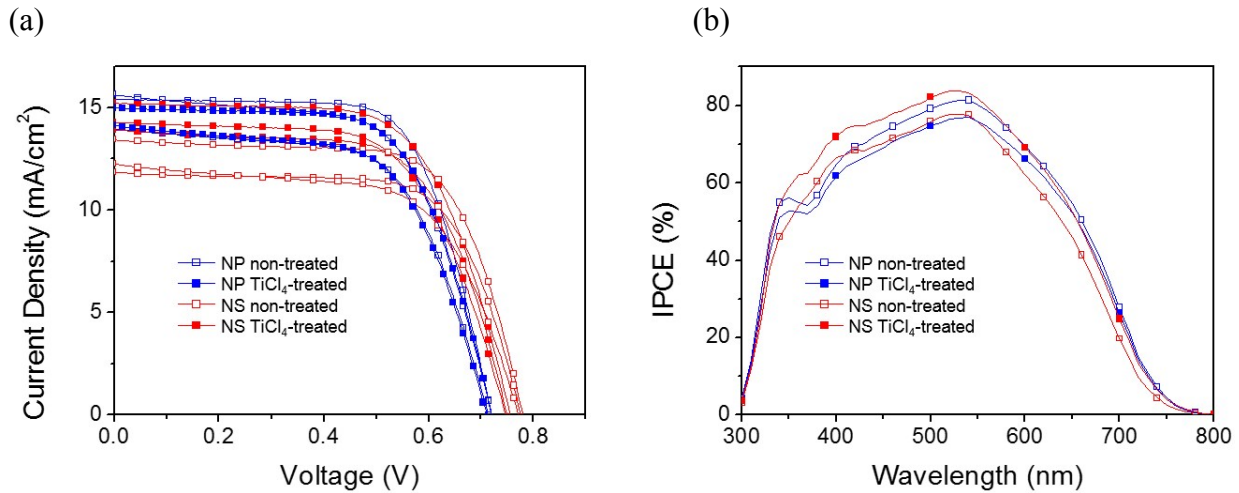 (a)
(b)
Current Density (mA/cm²)
15
10
5
0
0.0
0.2
0.4
0.6
0.8
Voltage (V)
NP non-treated
NP TiCl₄-treated
NS non-treated
NS TiCl₄-treated
IPCE (%)
80
60
40
20
0
300
400
500
600
700
800
Wavelength (nm)
NP non-treated
NP TiCl₄-treated
NS non-treated
NS TiCl₄-treated